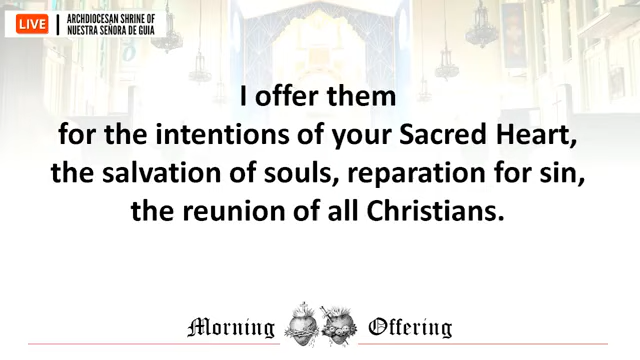 LIVE
ARCHDIOCESAN SHRINE OF
NUESTRA SEÑORA DE GUIA
I offer them
for the intentions of your Sacred Heart,
the salvation of souls, reparation for sin,
the reunion of all Christians.
Morning Offering